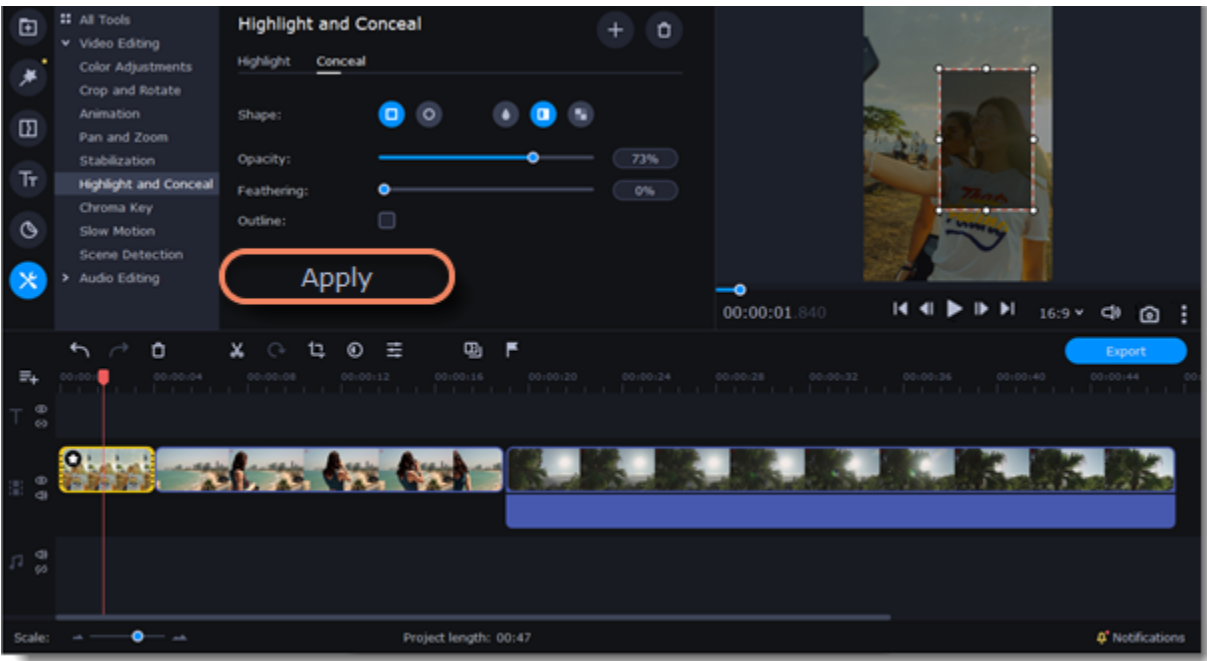 All Tools
Video Editing
Color Adjustments
Crop and Rotate
Animation
Pan and Zoom
Stabilization
Highlight and Conceal
Chroma Key
Slow Motion
Scene Detection
Audio Editing
Highlight and Conceal
Highlight Conceal
Shape:
Opacity: 73%
Feathering: 0%
Outline:
Apply
00:00:01.840 16:9
Export
00:00:04 00:00:08 00:00:12 00:00:16 00:00:20 00:00:24 00:00:28 00:00:32 00:00:36 00:00:40 00:00:44
Scale: Project length: 00:47 Notifications